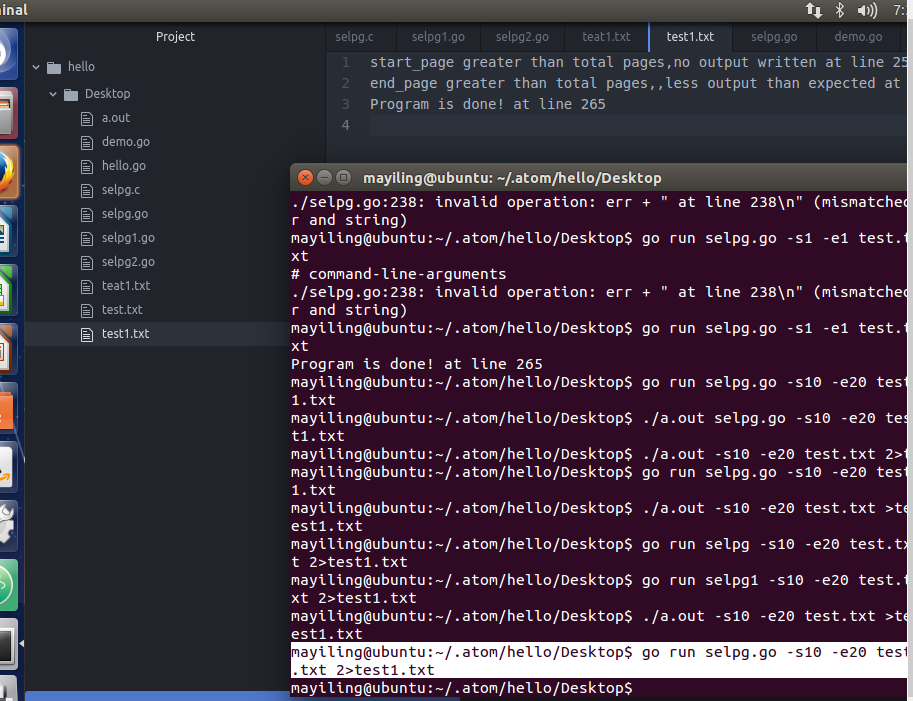 inal
7:
Project
selpg.c
selpg1.go
selpg2.go
teat1.txt
test1.txt
selpg.go
demo.go
hello
Desktop
a.out
demo.go
hello.go
selpg.c
selpg.go
selpg1.go
selpg2.go
teat1.txt
test.txt
test1.txt
1 start_page greater than total pages,no output written at line 25
2 end_page greater than total pages,,less output than expected at
3 Program is done! at line 265
4
mayiling@ubuntu: ~/.atom/hello/Desktop
./selpg.go:238: invalid operation: err + " at line 238\n" (mismatched
r and string)
mayiling@ubuntu:~/.atom/hello/Desktop$ go run selpg.go -s1 -e1 test.t
xt
# command-line-arguments
./selpg.go:238: invalid operation: err + " at line 238\n" (mismatched
r and string)
mayiling@ubuntu:~/.atom/hello/Desktop$ go run selpg.go -s1 -e1 test.t
xt
Program is done! at line 265
mayiling@ubuntu:~/.atom/hello/Desktop$ go run selpg.go -s10 -e20 test
1.txt
mayiling@ubuntu:~/.atom/hello/Desktop$ ./a.out selpg.go -s10 -e20 tes
t1.txt
mayiling@ubuntu:~/.atom/hello/Desktop$ ./a.out -s10 -e20 test.txt 2>t
mayiling@ubuntu:~/.atom/hello/Desktop$ go run selpg.go -s10 -e20 test
1.txt
mayiling@ubuntu:~/.atom/hello/Desktop$ ./a.out -s10 -e20 test.txt >te
est1.txt
mayiling@ubuntu:~/.atom/hello/Desktop$ go run selpg -s10 -e20 test.tx
t 2>test1.txt
mayiling@ubuntu:~/.atom/hello/Desktop$ go run selpg1 -s10 -e20 test.t
xt 2>test1.txt
mayiling@ubuntu:~/.atom/hello/Desktop$ ./a.out -s10 -e20 test.txt >te
est1.txt
mayiling@ubuntu:~/.atom/hello/Desktop$ go run selpg.go -s10 -e20 test
.txt 2>test1.txt
mayiling@ubuntu:~/.atom/hello/Desktop$